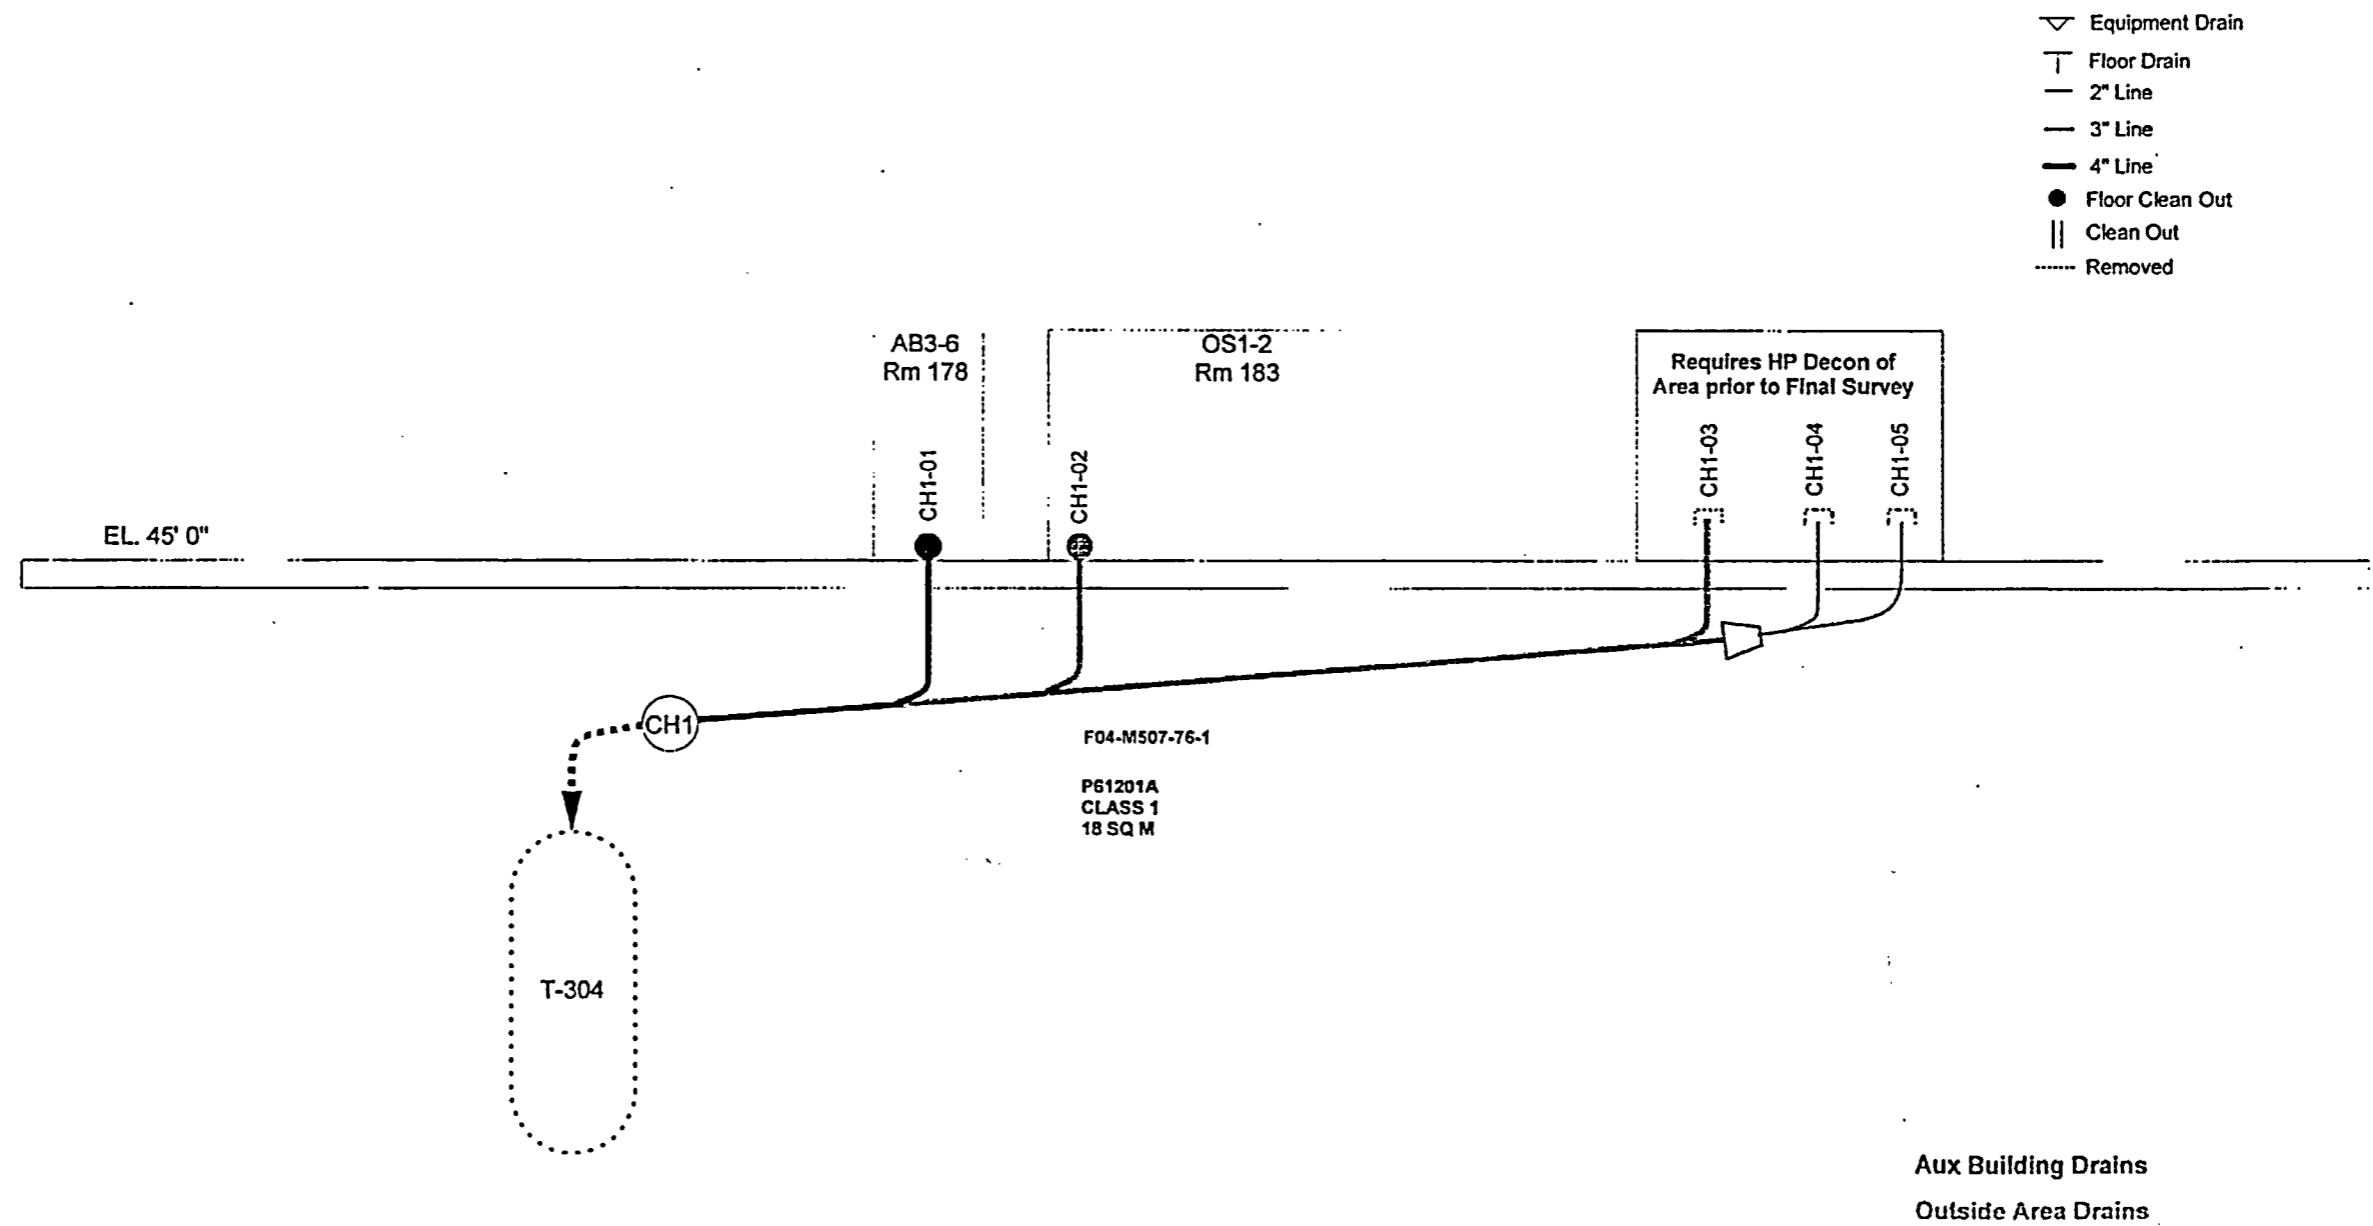 Equipment Drain
Floor Drain
2" Line
3" Line
4" Line
Floor Clean Out
Clean Out
Removed
AB3-6
Rm 178
OS1-2
Rm 183
Requires HP Decon of
Area prior to Final Survey
CH1-01
CH1-02
CH1-03
CH1-04
CH1-05
EL. 45' 0"
CH1
F04-M507-76-1
P61201A
CLASS 1
18 SQ M
T-304
Aux Building Drains
Outside Area Drains